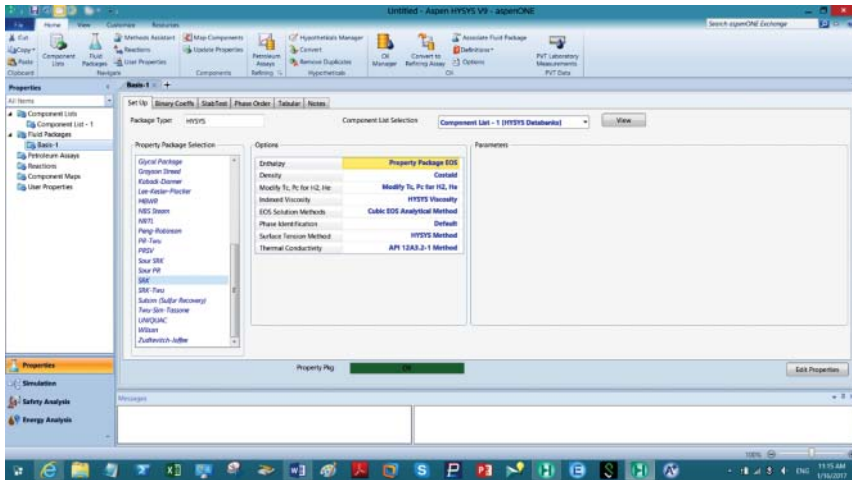 Untitled - Aspen HYSYS V9 - aspenONE
File Home View Customize Resources Search aspenONE Exchange
Cut
Copy
Paste
Clipboard
Component Lists
Fluid Packages
Navigate
Methods Assistant
Reactions
User Properties
Map Components
Update Properties
Components
Petroleum Assays
Refining
Hypotheticals Manager
Convert
Remove Duplicates
Hypotheticals
Oil Manager
Convert to Refining Assay
Associate Fluid Package
Definitions
Options
Oil
PVT Laboratory Measurements
PVT Data
Properties
All Items
Component Lists
Component List - 1
Fluid Packages
Basis-1
Petroleum Assays
Reactions
Component Maps
User Properties
Properties
Simulation
Safety Analysis
Energy Analysis
Basis-1 +
Set Up Binary Coeffs StabTest Phase Order Tabular Notes
Package Type: HYSYS Component List Selection Component List - 1 [HYSYS Databanks] View
Property Package Selection
Glycol Package
Grayson Streed
Kabadi-Danner
Lee-Kesler-Plocker
MBWR
NBS Steam
NRTL
Peng-Robinson
PR-Twu
PRSV
Sour SRK
Sour PR
SRK
SRK-Twu
Sulsim (Sulfur Recovery)
Twu-Sim-Tassone
UNIQUAC
Wilson
Zudkevitch-Joffee
Options
Enthalpy Property Package EOS
Density Costald
Modify Tc, Pc for H2, He Modify Tc, Pc for H2, He
Indexed Viscosity HYSYS Viscosity
EOS Solution Methods Cubic EOS Analytical Method
Phase Identification Default
Surface Tension Method HYSYS Method
Thermal Conductivity API 12A3.2-1 Method
Parameters
Property Pkg OK Edit Properties
Messages
100%
ENG 11:15 AM
1/16/2017